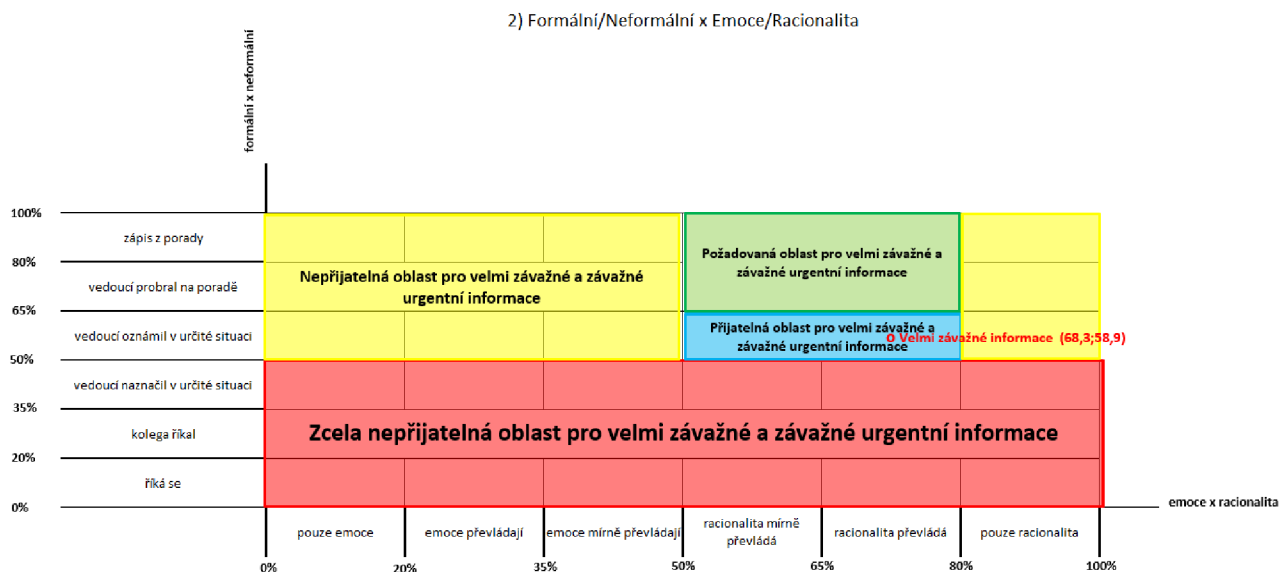 2) Formální/Neformální x Emoce/Racionalita
formální x neformální
100%
zápis z porady
80%
vedoucí probral na poradě
65%
vedoucí oznámil v určité situaci
50%
vedoucí naznačil v určité situaci
35%
kolega říkal
20%
říká se
0%
Nepřijatelná oblast pro velmi závažné a závažné
urgentní informace
Požadovaná oblast pro velmi závažné a
závažné urgentní informace
Přijatelná oblast pro velmi závažné a
závažné urgentní informace
o Velmi závažné informace (68,3;58,9)
Zcela nepřijatelná oblast pro velmi závažné a závažné urgentní informace
emoce x racionalita
pouze emoce
emoce převládají
emoce mírně převládají
racionalita mírně
převládá
racionalita převládá
pouze racionalita
0%
20%
35%
50%
65%
80%
100%